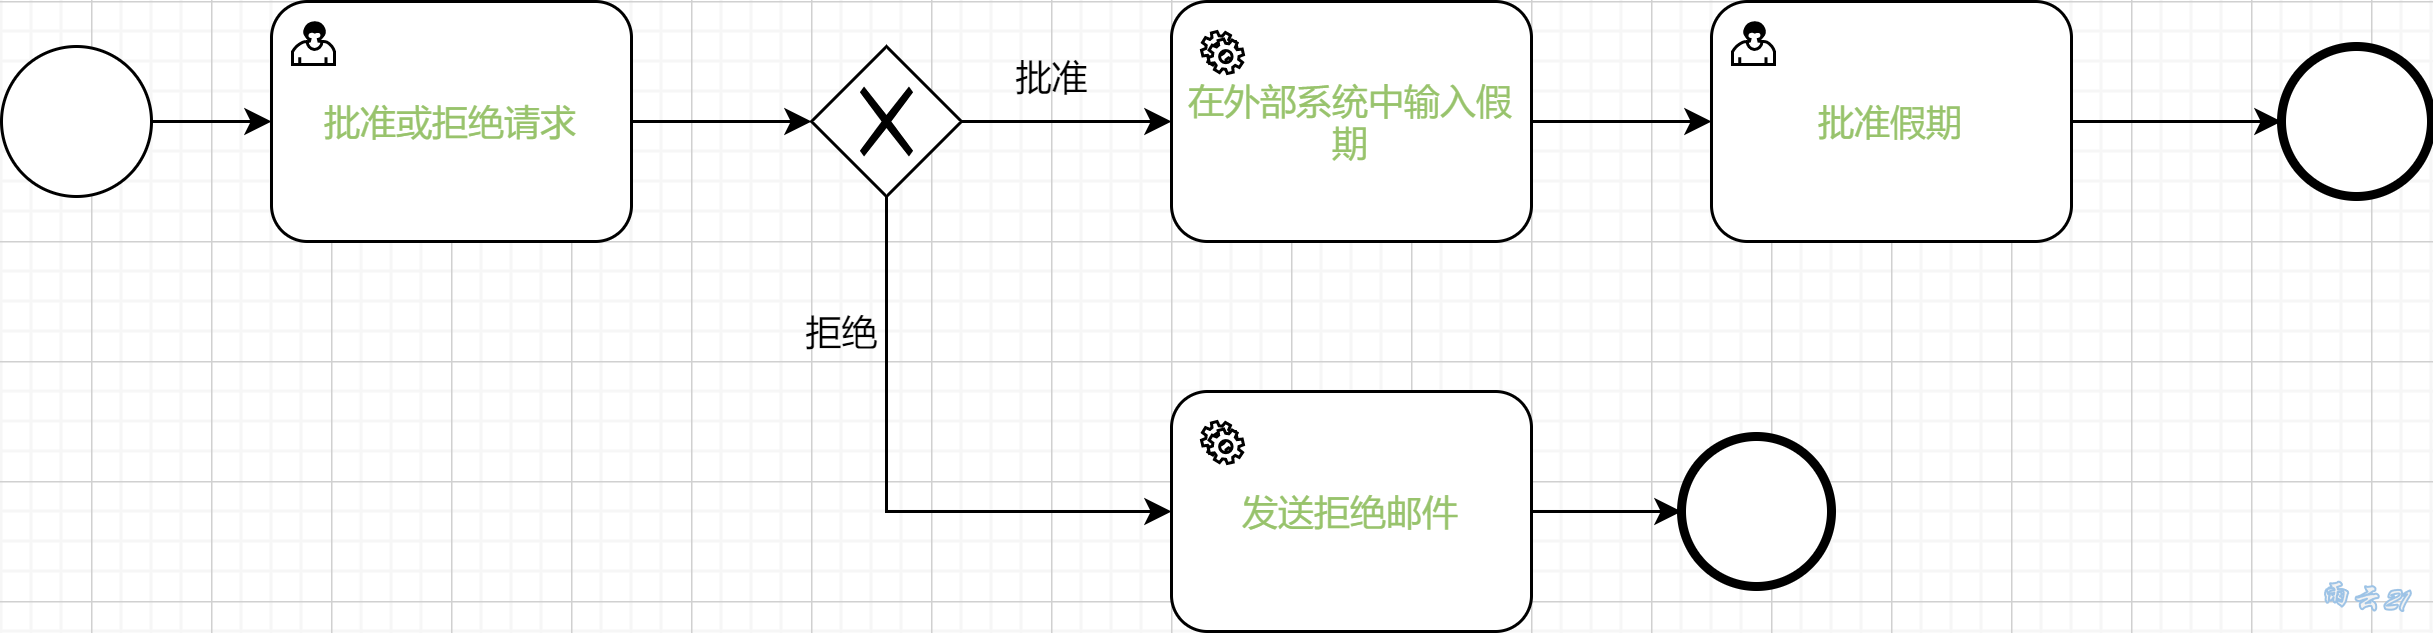 批准或拒绝请求
批准
在外部系统中输入假
期
批准假期
拒绝
发送拒绝邮件
雨云21